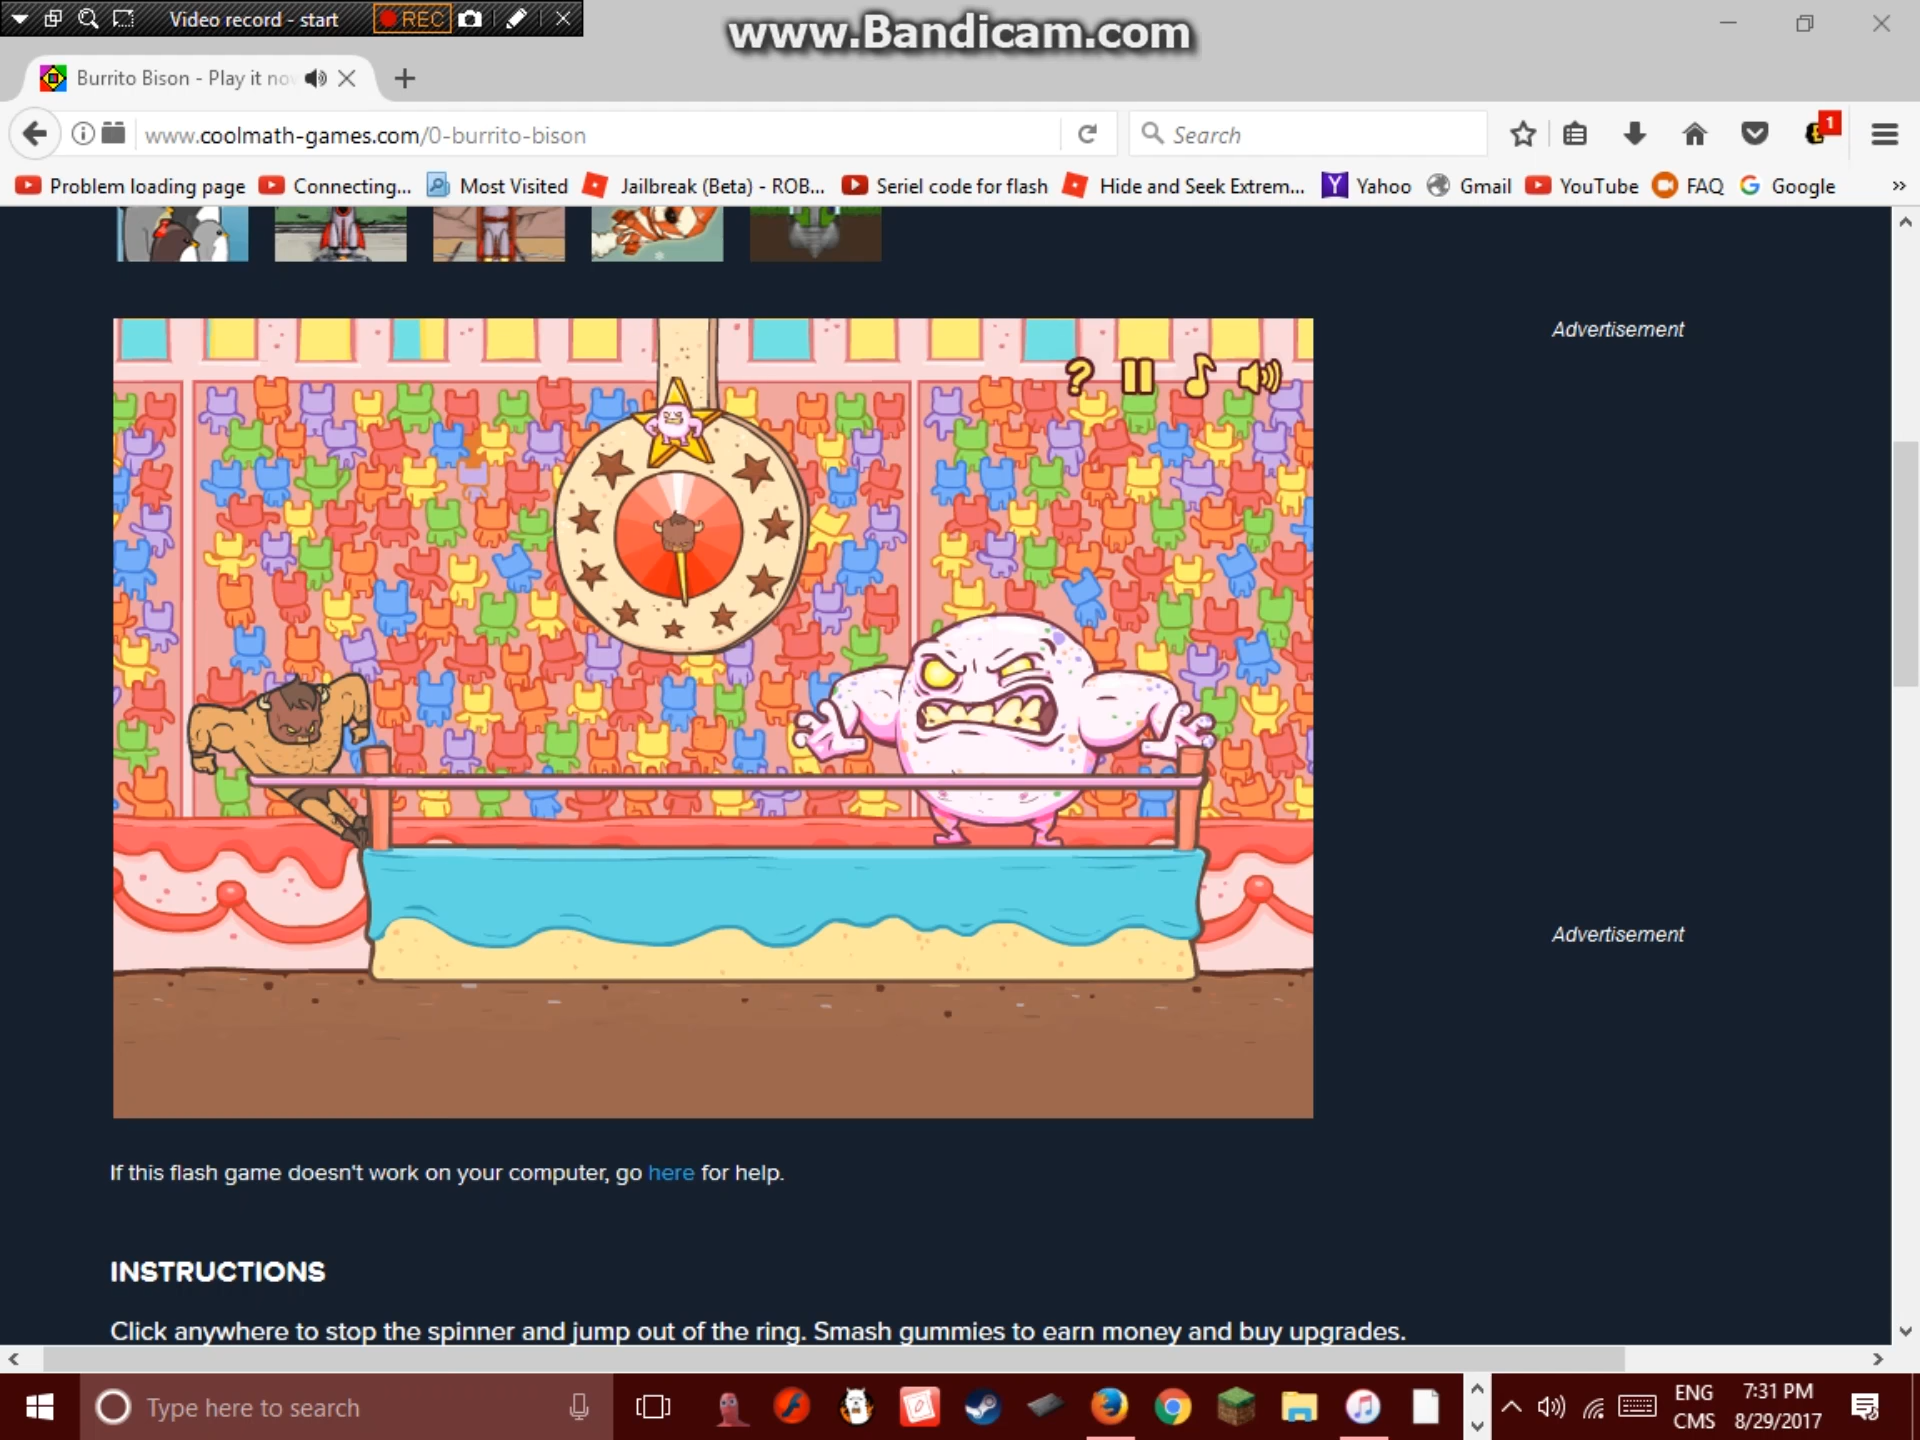 Video record - start
REC
www.Bandicam.com
Burrito Bison - Play it no
www.coolmath-games.com/0-burrito-bison
Search
1
Problem loading page
Connecting...
Most Visited
Jailbreak (Beta) - ROB...
Seriel code for flash
Hide and Seek Extrem...
Yahoo
Gmail
YouTube
FAQ
Google
Advertisement
Advertisement
If this flash game doesn't work on your computer, go here for help.
INSTRUCTIONS
Click anywhere to stop the spinner and jump out of the ring. Smash gummies to earn money and buy upgrades.
Type here to search
ENG
CMS
7:31 PM
8/29/2017